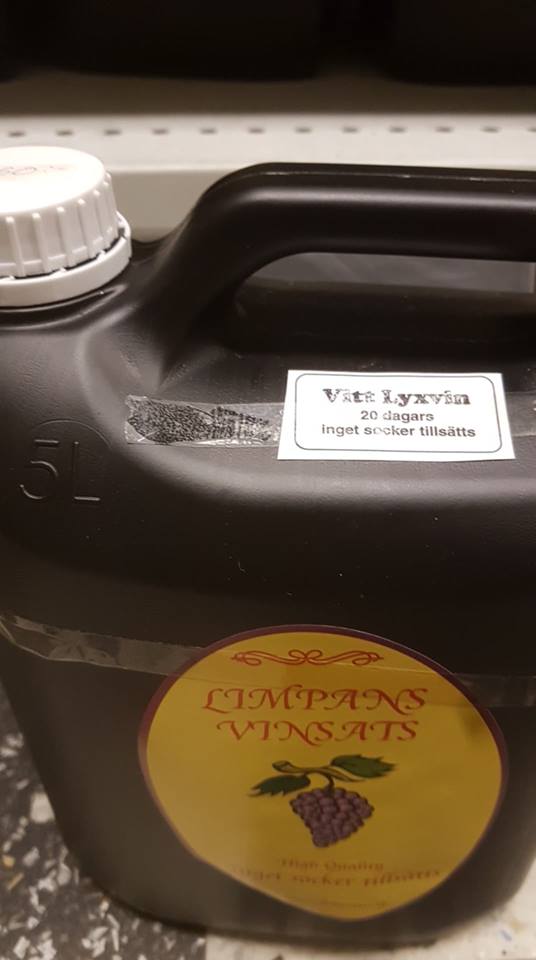 Vitt Lyxvin
20 dagars
inget socker tillsätts
5L
LIMPANS
VINSATS
High Quality
inget socker tillsätts